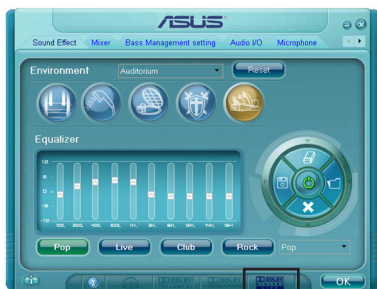 ASUS
Sound Effect Mixer Bass Management setting Audio I/O Microphone
Environment Auditorium Reset
Equalizer
Pop Live Club Rock Pop
DOLBY
OK